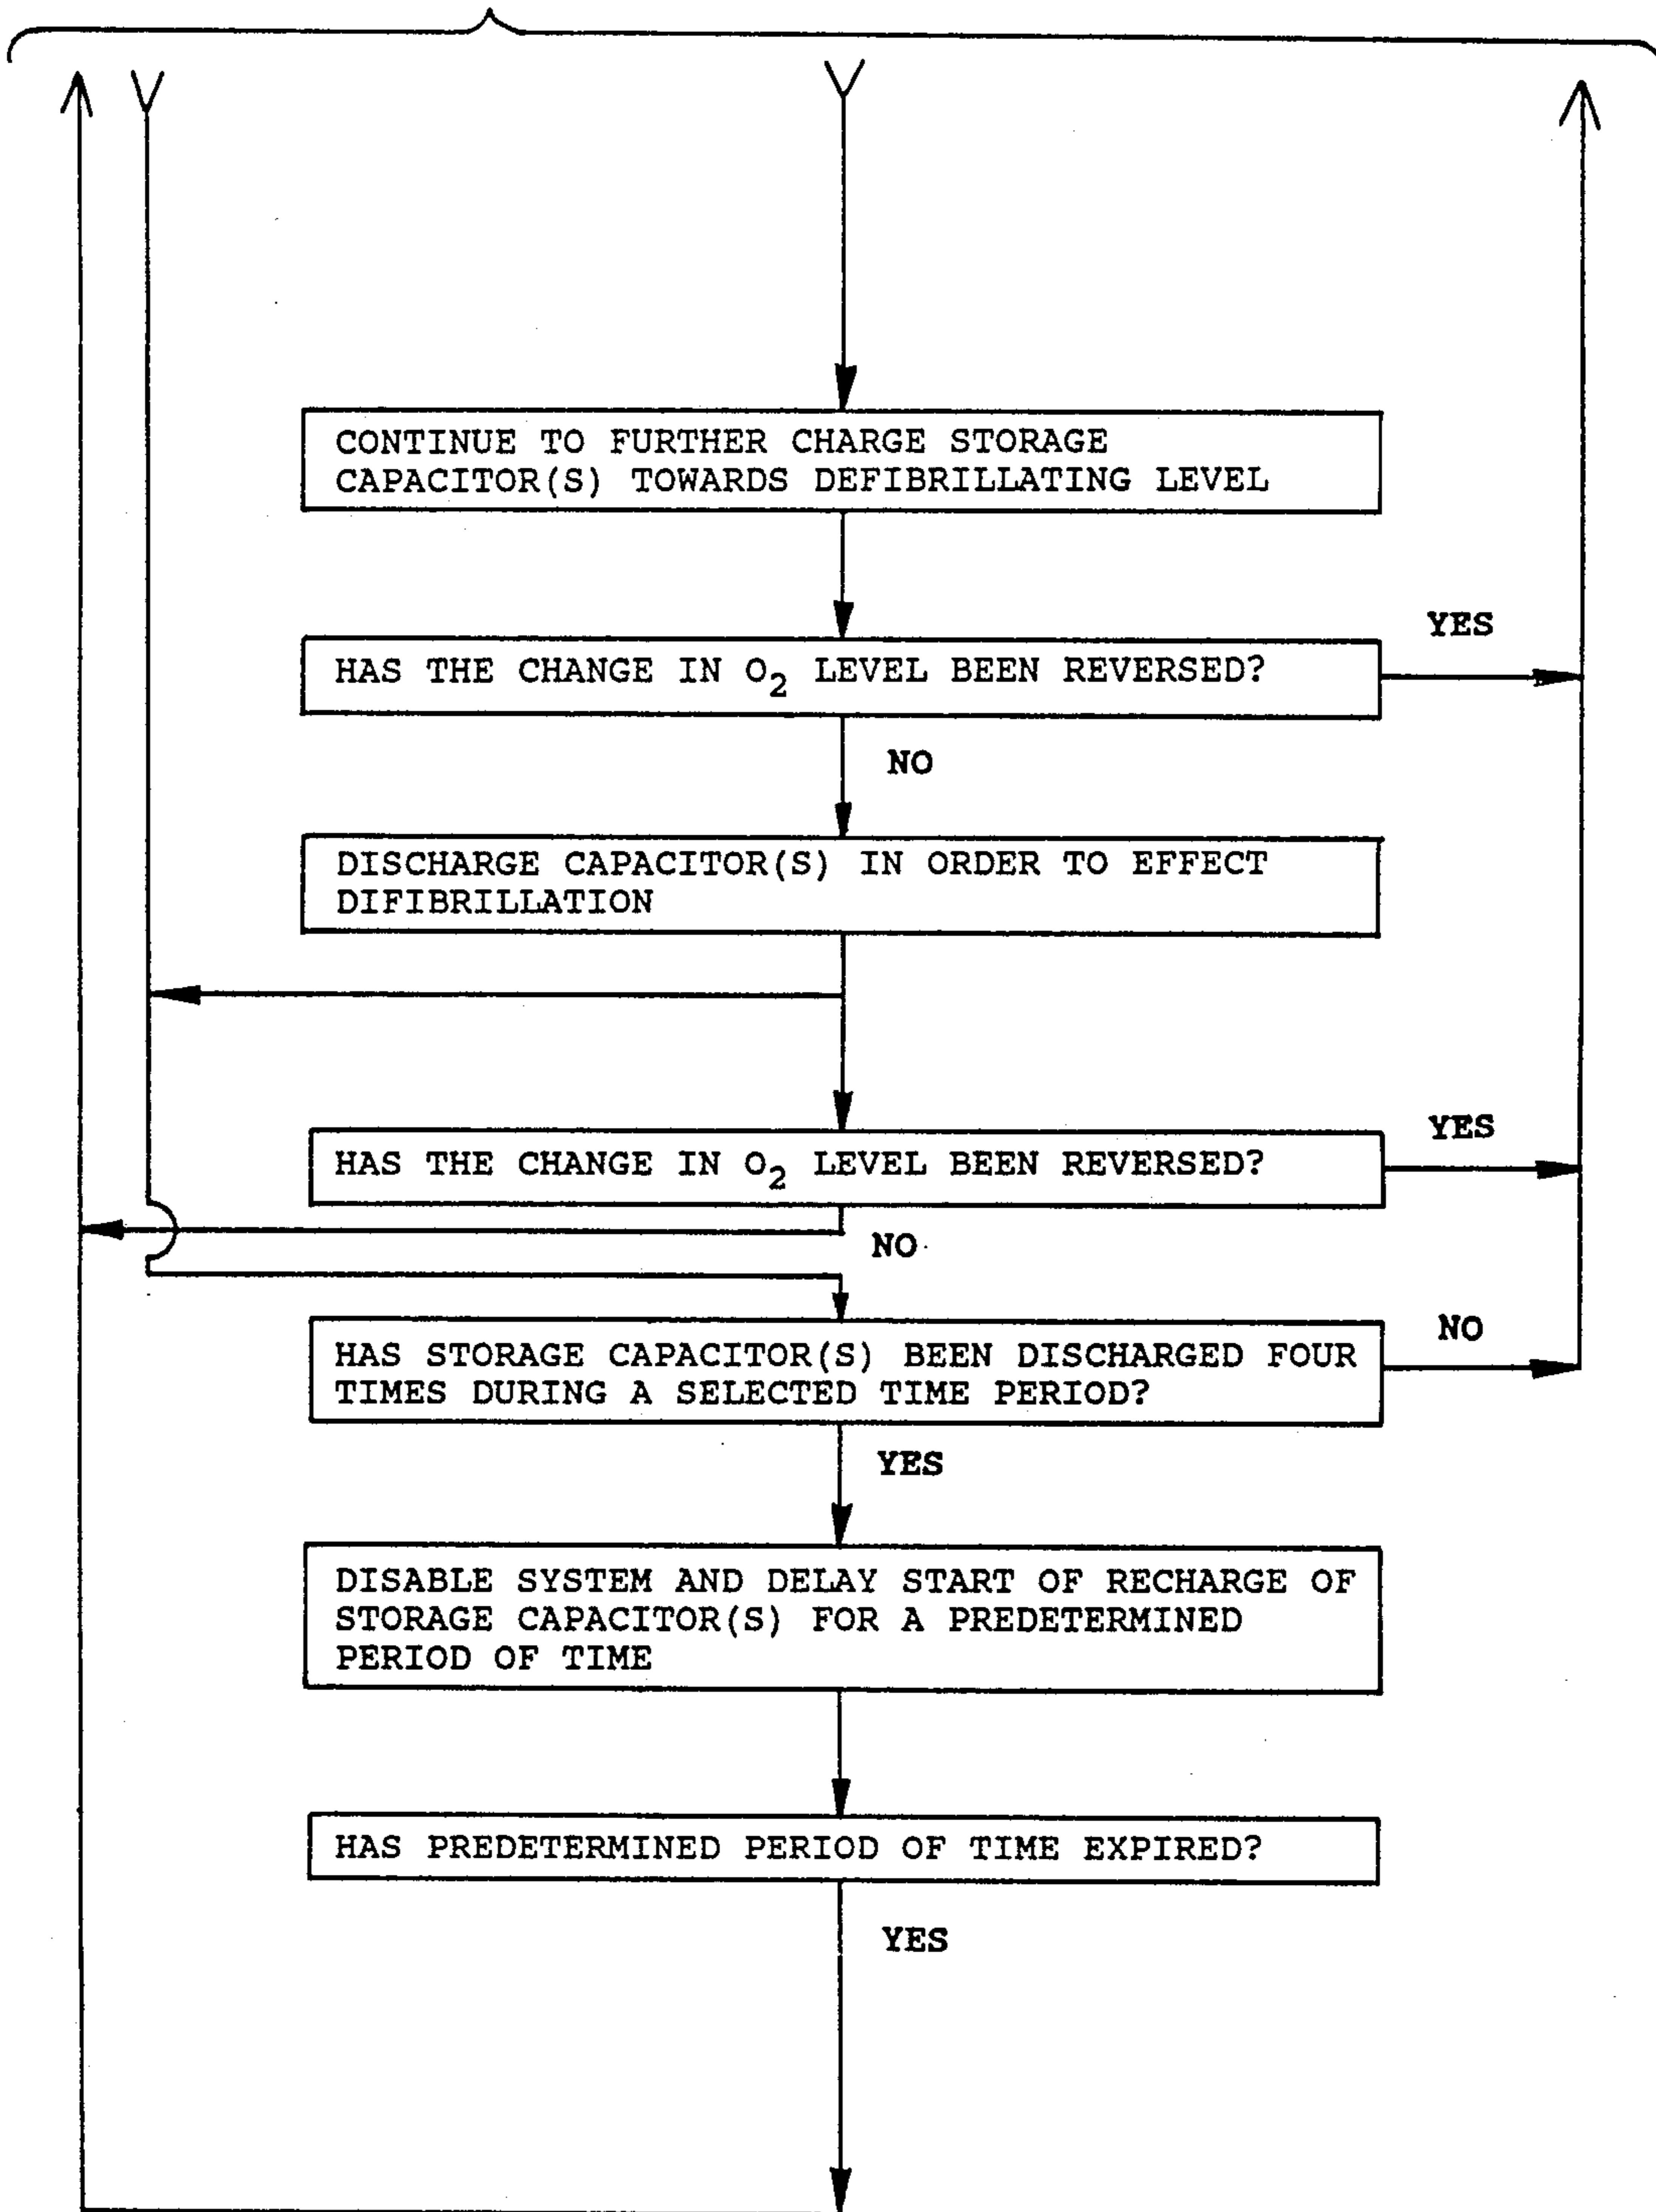 CONTINUE TO FURTHER CHARGE STORAGE
CAPACITOR(S) TOWARDS DEFIBRILLATING LEVEL
YES
HAS THE CHANGE IN O2 LEVEL BEEN REVERSED?
NO
DISCHARGE CAPACITOR(S) IN ORDER TO EFFECT
DIFIBRILLATION
YES
HAS THE CHANGE IN O2 LEVEL BEEN REVERSED?
NO
NO
HAS STORAGE CAPACITOR(S) BEEN DISCHARGED FOUR
TIMES DURING A SELECTED TIME PERIOD?
YES
DISABLE SYSTEM AND DELAY START OF RECHARGE OF
STORAGE CAPACITOR(S) FOR A PREDETERMINED
PERIOD OF TIME
HAS PREDETERMINED PERIOD OF TIME EXPIRED?
YES